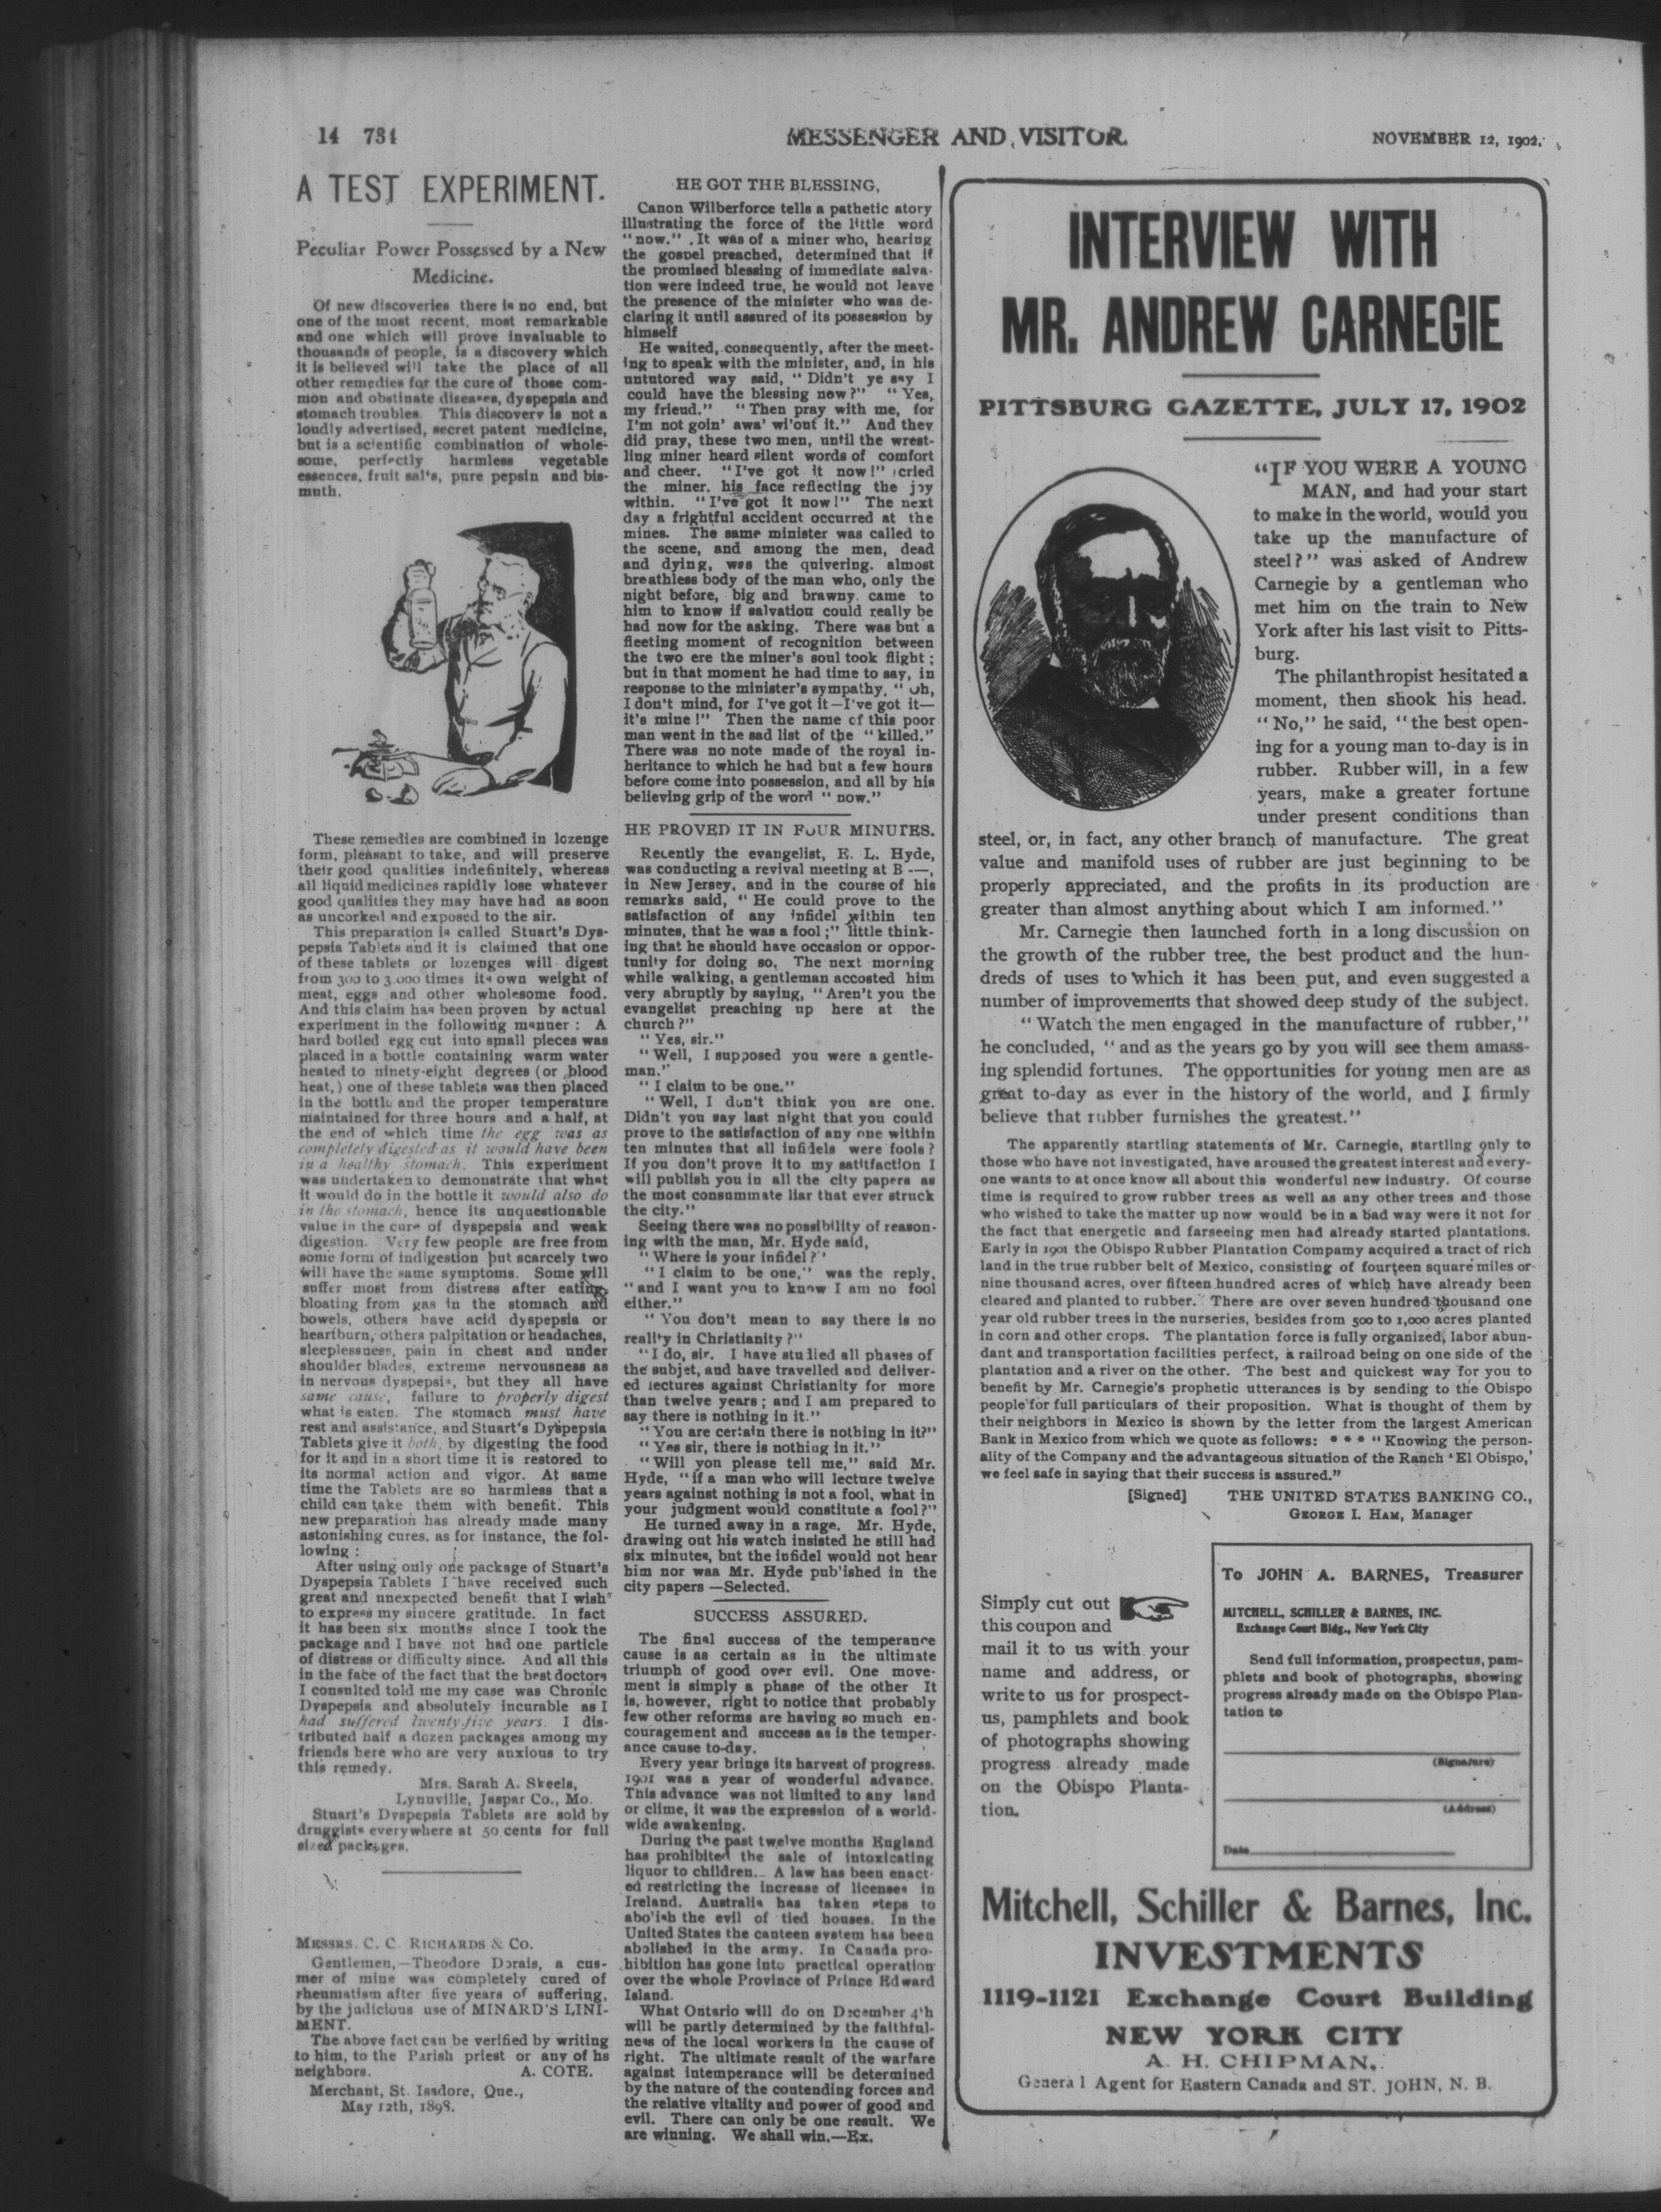 14 734
MESSENGER AND VISITOR.
NOVEMBER 12, 1902.
A TEST EXPERIMENT.
Peculiar Power Possessed by a New
Medicine.
Of new discoveries there is no end, but
one of the most recent, most remarkable
and one which will prove invaluable to
thousands of people, is a discovery which
it is believed will take the place of all
other remedies for the cure of those com-
mon and obstinate diseases, dyspepsia and
stomach troubles. This discovery is not a
loudly advertised, secret patent medicine,
but is a scientific combination of whole-
some, perfectly harmless vegetable
essences, fruit salts, pure pepsin and bis-
muth.
These remedies are combined in lozenge
form, pleasant to take, and will preserve
their good qualities indefinitely, whereas
all liquid medicines rapidly lose whatever
good qualities they may have had as soon
as uncorked and exposed to the air.
This preparation is called Stuart's Dys-
pepsia Tablets and it is claimed that one
of these tablets or lozenges will digest
from 300 to 3,000 times its own weight of
meat, eggs and other wholesome food.
And this claim has been proven by actual
experiment in the following manner: A
hard boiled egg cut into small pieces was
placed in a bottle containing warm water
heated to ninety-eight degrees (or blood
heat,) one of these tablets was then placed
in the bottle and the proper temperature
maintained for three hours and a half, at
the end of which time the egg was as
completely digested as it would have been
in a healthy stomach. This experiment
was undertaken to demonstrate that what
it would do in the bottle it would also do
in the stomach, hence its unquestionable
value in the cure of dyspepsia and weak
digestion. Very few people are free from
some form of indigestion but scarcely two
will have the same symptoms. Some will
suffer most from distress after eating,
bloating from gas in the stomach and
bowels, others have acid dyspepsia or
heartburn, others palpitation or headaches,
sleeplessness, pain in chest and under
shoulder blades, extreme nervousness as
in nervous dyspepsia, but they all have
same cause, failure to properly digest
what is eaten. The stomach must have
rest and assistance, and Stuart's Dyspepsia
Tablets give it both, by digesting the food
for it and in a short time it is restored to
its normal action and vigor. At same
time the Tablets are so harmless that a
child can take them with benefit. This
new preparation has already made many
astonishing cures, as for instance, the fol-
lowing:
After using only one package of Stuart's
Dyspepsia Tablets I have received such
great and unexpected benefit that I wish
to express my sincere gratitude. In fact
it has been six months since I took the
package and I have not had one particle
of distress or difficulty since. And all this
in the face of the fact that the best doctors
I consulted told me my case was Chronic
Dyspepsia and absolutely incurable as I
had suffered twenty-five years. I dis-
tributed half a dozen packages among my
friends here who are very anxious to try
this remedy.
Mrs. Sarah A. Skeels,
Lynnville, Jaspar Co., Mo.
Stuart's Dyspepsia Tablets are sold by
druggists everywhere at 50 cents for full
sized packages.
MESSRS. C. C. RICHARDS & CO.
Gentlemen,—Theodore Dorais, a cus-
mer of mine was completely cured of
rheumatism after five years of suffering,
by the judicious use of MINARD'S LINI-
MENT.
The above fact can be verified by writing
to him, to the Parish priest or any of hs
neighbors. A. COTE.
Merchant, St. Isadore, Que.,
May 12th, 1898.
HE GOT THE BLESSING,
Canon Wilberforce tells a pathetic atory
illustrating the force of the little word
"now." It was of a miner who, hearing
the gospel preached, determined that if
the promised blessing of immediate salva-
tion were indeed true, he would not leave
the presence of the minister who was de-
claring it until assured of its possession by
himself
He waited, consequently, after the meet-
ing to speak with the minister, and, in his
untutored way said, "Didn't ye say I
could have the blessing now?" "Yes,
my friend." "Then pray with me, for
I'm not goin' awa' wi'out it." And they
did pray, these two men, until the wrest-
ling miner heard silent words of comfort
and cheer. "I've got it now!" cried
the miner, his face reflecting the joy
within. "I've got it now!" The next
day a frightful accident occurred at the
mines. The same minister was called to
the scene, and among the men, dead
and dying, was the quivering, almost
breathless body of the man who, only the
night before, big and brawny, came to
him to know if salvation could really be
had now for the asking. There was but a
fleeting moment of recognition between
the two ere the miner's soul took flight;
but in that moment he had time to say, in
response to the minister's sympathy, "Oh,
I don't mind, for I've got it—I've got it—
it's mine!" Then the name of this poor
man went in the sad list of the "killed."
There was no note made of the royal in-
heritance to which he had but a few hours
before come into possession, and all by his
believing grip of the word "now."
HE PROVED IT IN FOUR MINUTES.
Recently the evangelist, E. L. Hyde,
was conducting a revival meeting at B—,
in New Jersey, and in the course of his
remarks said, "He could prove to the
satisfaction of any infidel within ten
minutes, that he was a fool;" little think-
ing that he should have occasion or oppor-
tunity for doing so. The next morning
while walking, a gentleman accosted him
very abruptly by saying, "Aren't you the
evangelist preaching up here at the
church?"
"Yes, sir."
"Well, I supposed you were a gentle-
man."
"I claim to be one."
"Well, I don't think you are one.
Didn't you say last night that you could
prove to the satisfaction of any one within
ten minutes that all infidels were fools?
If you don't prove it to my satitfaction I
will publish you in all the city papers as
the most consummate liar that ever struck
the city."
Seeing there was no possibility of reason-
ing with the man, Mr. Hyde said,
"Where is your infidel?"
"I claim to be one," was the reply,
"and I want you to know I am no fool
either."
"You don't mean to say there is no
reality in Christianity?"
"I do, sir. I have studied all phases of
the subjet, and have travelled and deliver-
ed lectures against Christianity for more
than twelve years; and I am prepared to
say there is nothing in it."
"You are certain there is nothing in it?"
"Yes sir, there is nothing in it."
"Will you please tell me," said Mr.
Hyde, "if a man who will lecture twelve
years against nothing is not a fool, what in
your judgment would constitute a fool?"
He turned away in a rage. Mr. Hyde,
drawing out his watch insisted he still had
six minutes, but the infidel would not hear
him nor waa Mr. Hyde pub'ished in the
city papers —Selected.
SUCCESS ASSURED.
The final success of the temperance
cause is as certain as in the ultimate
triumph of good over evil. One move-
ment is simply a phase of the other It
is, however, right to notice that probably
few other reforms are having so much en-
couragement and success as is the temper-
ance cause to-day.
Every year brings its harvest of progress.
1901 was a year of wonderful advance.
This advance was not limited to any land
or clime, it was the expression of a world-
wide awakening.
During the past twelve months England
has prohibited the sale of intoxicating
liquor to children. A law has been enact-
ed restricting the increase of licenses in
Ireland. Australia has taken steps to
abo'ish the evil of tied houses. In the
United States the canteen system has been
abolished in the army. In Canada pro-
hibition has gone into practical operation
over the whole Province of Prince Edward
Island.
What Ontario will do on December 4'h
will be partly determined by the faithful-
ness of the local workers in the cause of
right. The ultimate result of the warfare
against intemperance will be determined
by the nature of the contending forces and
the relative vitality and power of good and
evil. There can only be one result. We
are winning. We shall win.—Ex.
INTERVIEW WITH
MR. ANDREW CARNEGIE
PITTSBURG GAZETTE, JULY 17, 1902
"IF YOU WERE A YOUNG
MAN, and had your start
to make in the world, would you
take up the manufacture of
steel?" was asked of Andrew
Carnegie by a gentleman who
met him on the train to New
York after his last visit to Pitts-
burg.
The philanthropist hesitated a
moment, then shook his head.
"No," he said, "the best open-
ing for a young man to-day is in
rubber. Rubber will, in a few
years, make a greater fortune
under present conditions than
steel, or, in fact, any other branch of manufacture. The great
value and manifold uses of rubber are just beginning to be
properly appreciated, and the profits in its production are
greater than almost anything about which I am informed."
Mr. Carnegie then launched forth in a long discussion on
the growth of the rubber tree, the best product and the hun-
dreds of uses to which it has been put, and even suggested a
number of improvements that showed deep study of the subject.
"Watch the men engaged in the manufacture of rubber,"
he concluded, "and as the years go by you will see them amass-
ing splendid fortunes. The opportunities for young men are as
great to-day as ever in the history of the world, and I firmly
believe that rubber furnishes the greatest."
The apparently startling statements of Mr. Carnegie, startling only to
those who have not investigated, have aroused the greatest interest and every-
one wants to at once know all about this wonderful new industry. Of course
time is required to grow rubber trees as well as any other trees and those
who wished to take the matter up now would be in a bad way were it not for
the fact that energetic and farseeing men had already started plantations.
Early in 1901 the Obispo Rubber Plantation Compamy acquired a tract of rich
land in the true rubber belt of Mexico, consisting of fourteen square miles or
nine thousand acres, over fifteen hundred acres of which have already been
cleared and planted to rubber. There are over seven hundred thousand one
year old rubber trees in the nurseries, besides from 500 to 1,000 acres planted
in corn and other crops. The plantation force is fully organized, labor abun-
dant and transportation facilities perfect, a railroad being on one side of the
plantation and a river on the other. The best and quickest way for you to
benefit by Mr. Carnegie's prophetic utterances is by sending to the Obispo
people for full particulars of their proposition. What is thought of them by
their neighbors in Mexico is shown by the letter from the largest American
Bank in Mexico from which we quote as follows: * * * "Knowing the person-
ality of the Company and the advantageous situation of the Ranch 'El Obispo,'
we feel safe in saying that their success is assured."
[Signed] THE UNITED STATES BANKING CO.,
GEORGE I. HAM, Manager
Simply cut out
this coupon and
mail it to us with your
name and address, or
write to us for prospect-
us, pamphlets and book
of photographs showing
progress already made
on the Obispo Planta-
tion.
To JOHN A. BARNES, Treasurer
MITCHELL, SCHILLER & BARNES, INC.
Exchange Court Bldg., New York City
Send full information, prospectus, pam-
phlets and book of photographs, showing
progress already made on the Obispo Plan-
tation to
(Signature)
(Address)
Date
Mitchell, Schiller & Barnes, Inc.
INVESTMENTS
1119-1121 Exchange Court Building
NEW YORK CITY
A. H. CHIPMAN,
General Agent for Eastern Canada and ST. JOHN, N. B.